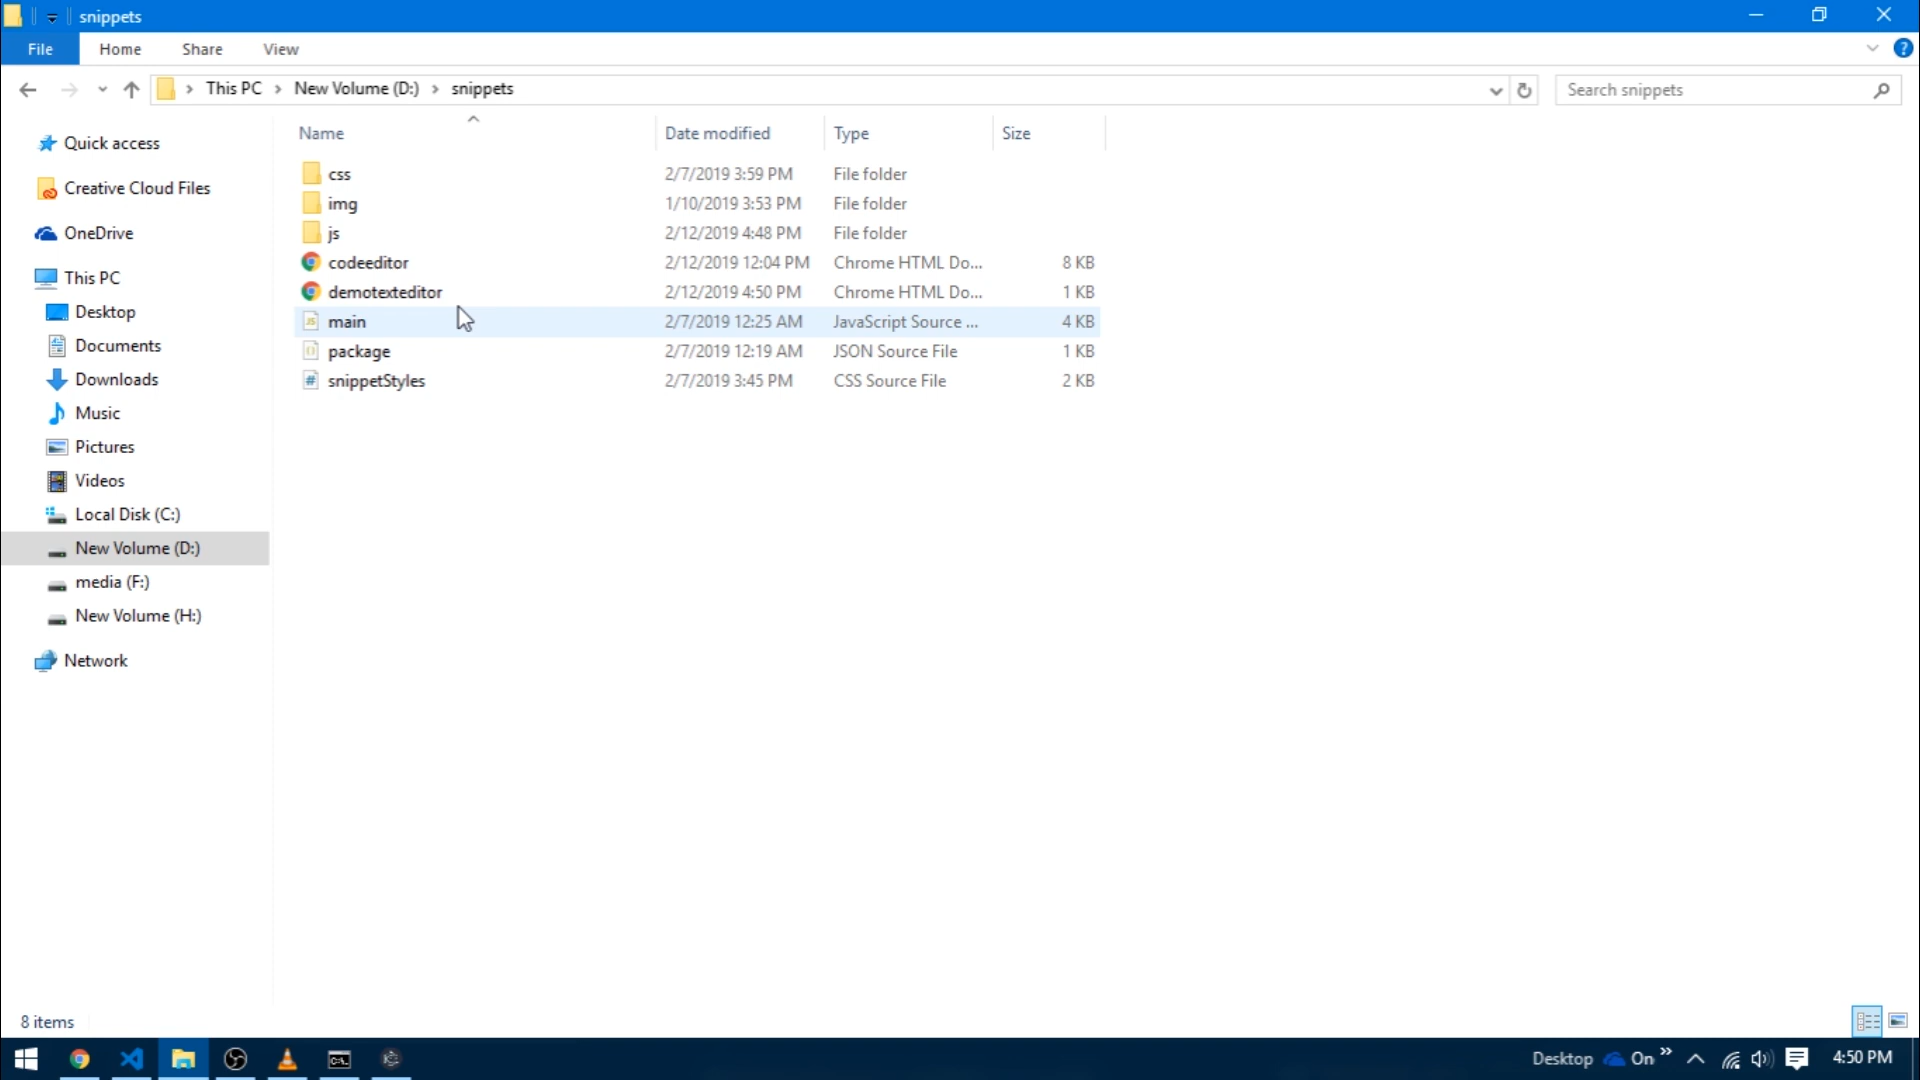 snippets
File Home Share View
This PC New Volume (D:) snippets Search snippets
Name Date modified Type Size
Quick access
Creative Cloud Files
OneDrive
This PC
Desktop
Documents
Downloads
Music
Pictures
Videos
Local Disk (C:)
New Volume (D:)
media (F:)
New Volume (H:)
Network
css 2/7/2019 3:59 PM File folder
img 1/10/2019 3:53 PM File folder
js 2/12/2019 4:48 PM File folder
codeeditor 2/12/2019 12:04 PM Chrome HTML Do... 8 KB
demotexteditor 2/12/2019 4:50 PM Chrome HTML Do... 1 KB
main 2/7/2019 12:25 AM JavaScript Source ... 4 KB
package 2/7/2019 12:19 AM JSON Source File 1 KB
snippetStyles 2/7/2019 3:45 PM CSS Source File 2 KB
8 items
Desktop On 4:50 PM